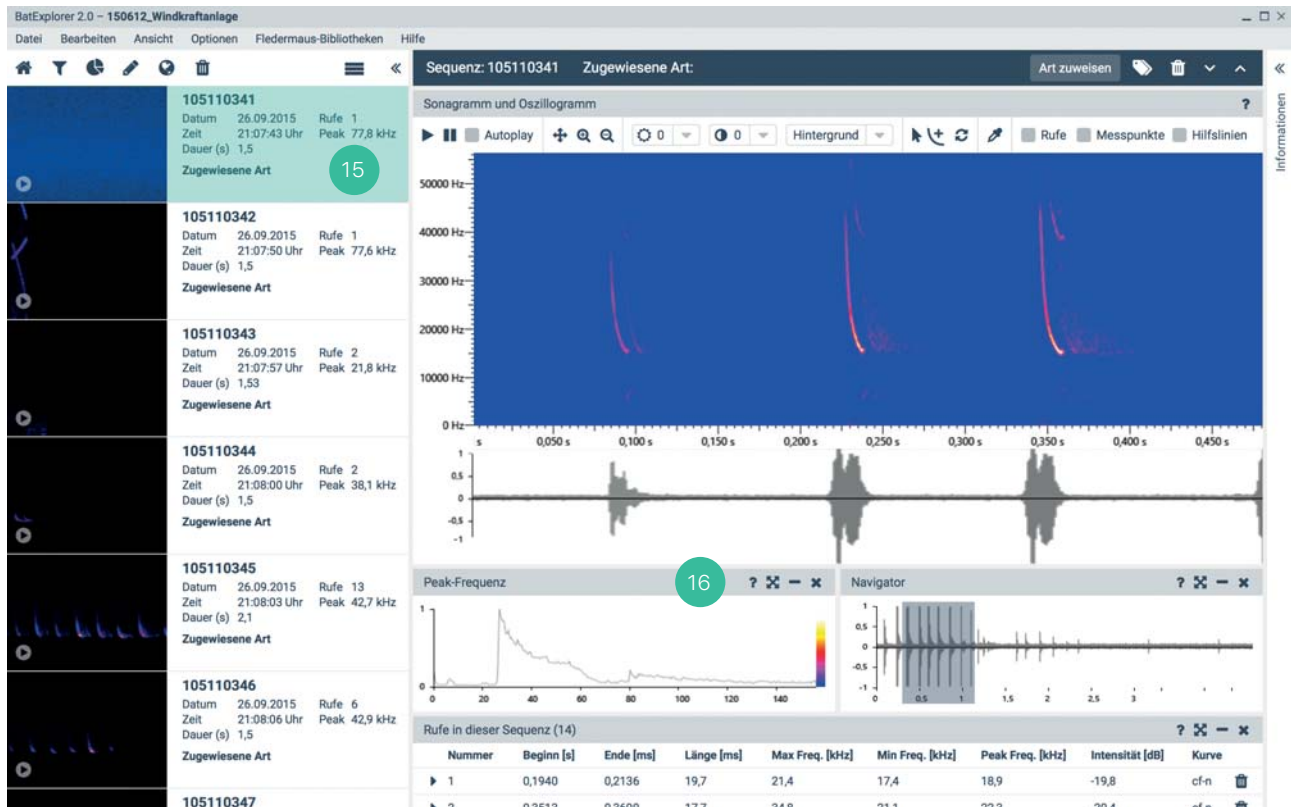 BatExplorer 2.0 – 150612_Windkraftanlage
Datei Bearbeiten Ansicht Optionen Fledermaus-Bibliotheken Hilfe
Sequenz: 105110341 Zugewiesene Art: Art zuweisen
105110341
Datum 26.09.2015 Rufe 1
Zeit 21:07:43 Uhr Peak 77,8 kHz
Dauer (s) 1,5
Zugewiesene Art
15
105110342
Datum 26.09.2015 Rufe 1
Zeit 21:07:50 Uhr Peak 77,6 kHz
Dauer (s) 1,5
Zugewiesene Art
105110343
Datum 26.09.2015 Rufe 2
Zeit 21:07:57 Uhr Peak 21,8 kHz
Dauer (s) 1,53
Zugewiesene Art
105110344
Datum 26.09.2015 Rufe 2
Zeit 21:08:00 Uhr Peak 38,1 kHz
Dauer (s) 1,5
Zugewiesene Art
105110345
Datum 26.09.2015 Rufe 13
Zeit 21:08:03 Uhr Peak 42,7 kHz
Dauer (s) 2,1
Zugewiesene Art
105110346
Datum 26.09.2015 Rufe 6
Zeit 21:08:06 Uhr Peak 42,9 kHz
Dauer (s) 1,5
Zugewiesene Art
105110347
Sonagramm und Oszillogramm ?
Autoplay 0 0 Hintergrund Rufe Messpunkte Hilfslinien
50000 Hz
40000 Hz
30000 Hz
20000 Hz
10000 Hz
0 Hz
s 0,050 s 0,100 s 0,150 s 0,200 s 0,250 s 0,300 s 0,350 s 0,400 s 0,450 s
1
0,5
0
-0,5
-1
Peak-Frequenz 16 ?
1
0
0 20 40 60 80 100 120 140
Navigator ?
1
0,5
0
-0,5
-1
0 0,5 1 1,5 2 2,5 3
Rufe in dieser Sequenz (14) ?
Nummer Beginn [s] Ende [ms] Länge [ms] Max Freq. [kHz] Min Freq. [kHz] Peak Freq. [kHz] Intensität [dB] Kurve
1 0,1940 0,2136 19,7 21,4 17,4 18,9 -19,8 cf-n
Informationen